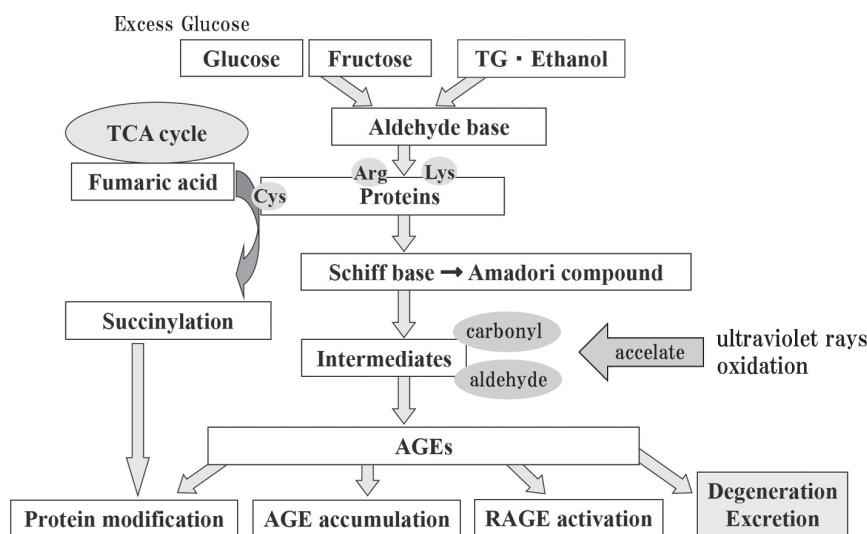 Excess Glucose
Glucose
Fructose
TG・Ethanol
Aldehyde base
TCA cycle
Fumaric acid
Arg
Lys
Cys
Proteins
Schiff base → Amadori compound
Succinylation
carbonyl
Intermediates
aldehyde
accelate
ultraviolet rays
oxidation
AGEs
Protein modification
AGE accumulation
RAGE activation
Degeneration
Excretion